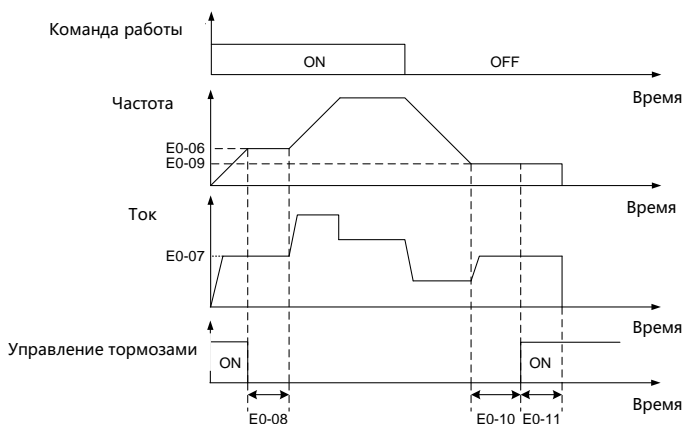 Команда работы
ON
OFF
Время
Частота
E0-06
E0-09
Время
Ток
E0-07
Время
Управление тормозами
ON
ON
Время
E0-08
E0-10
E0-11